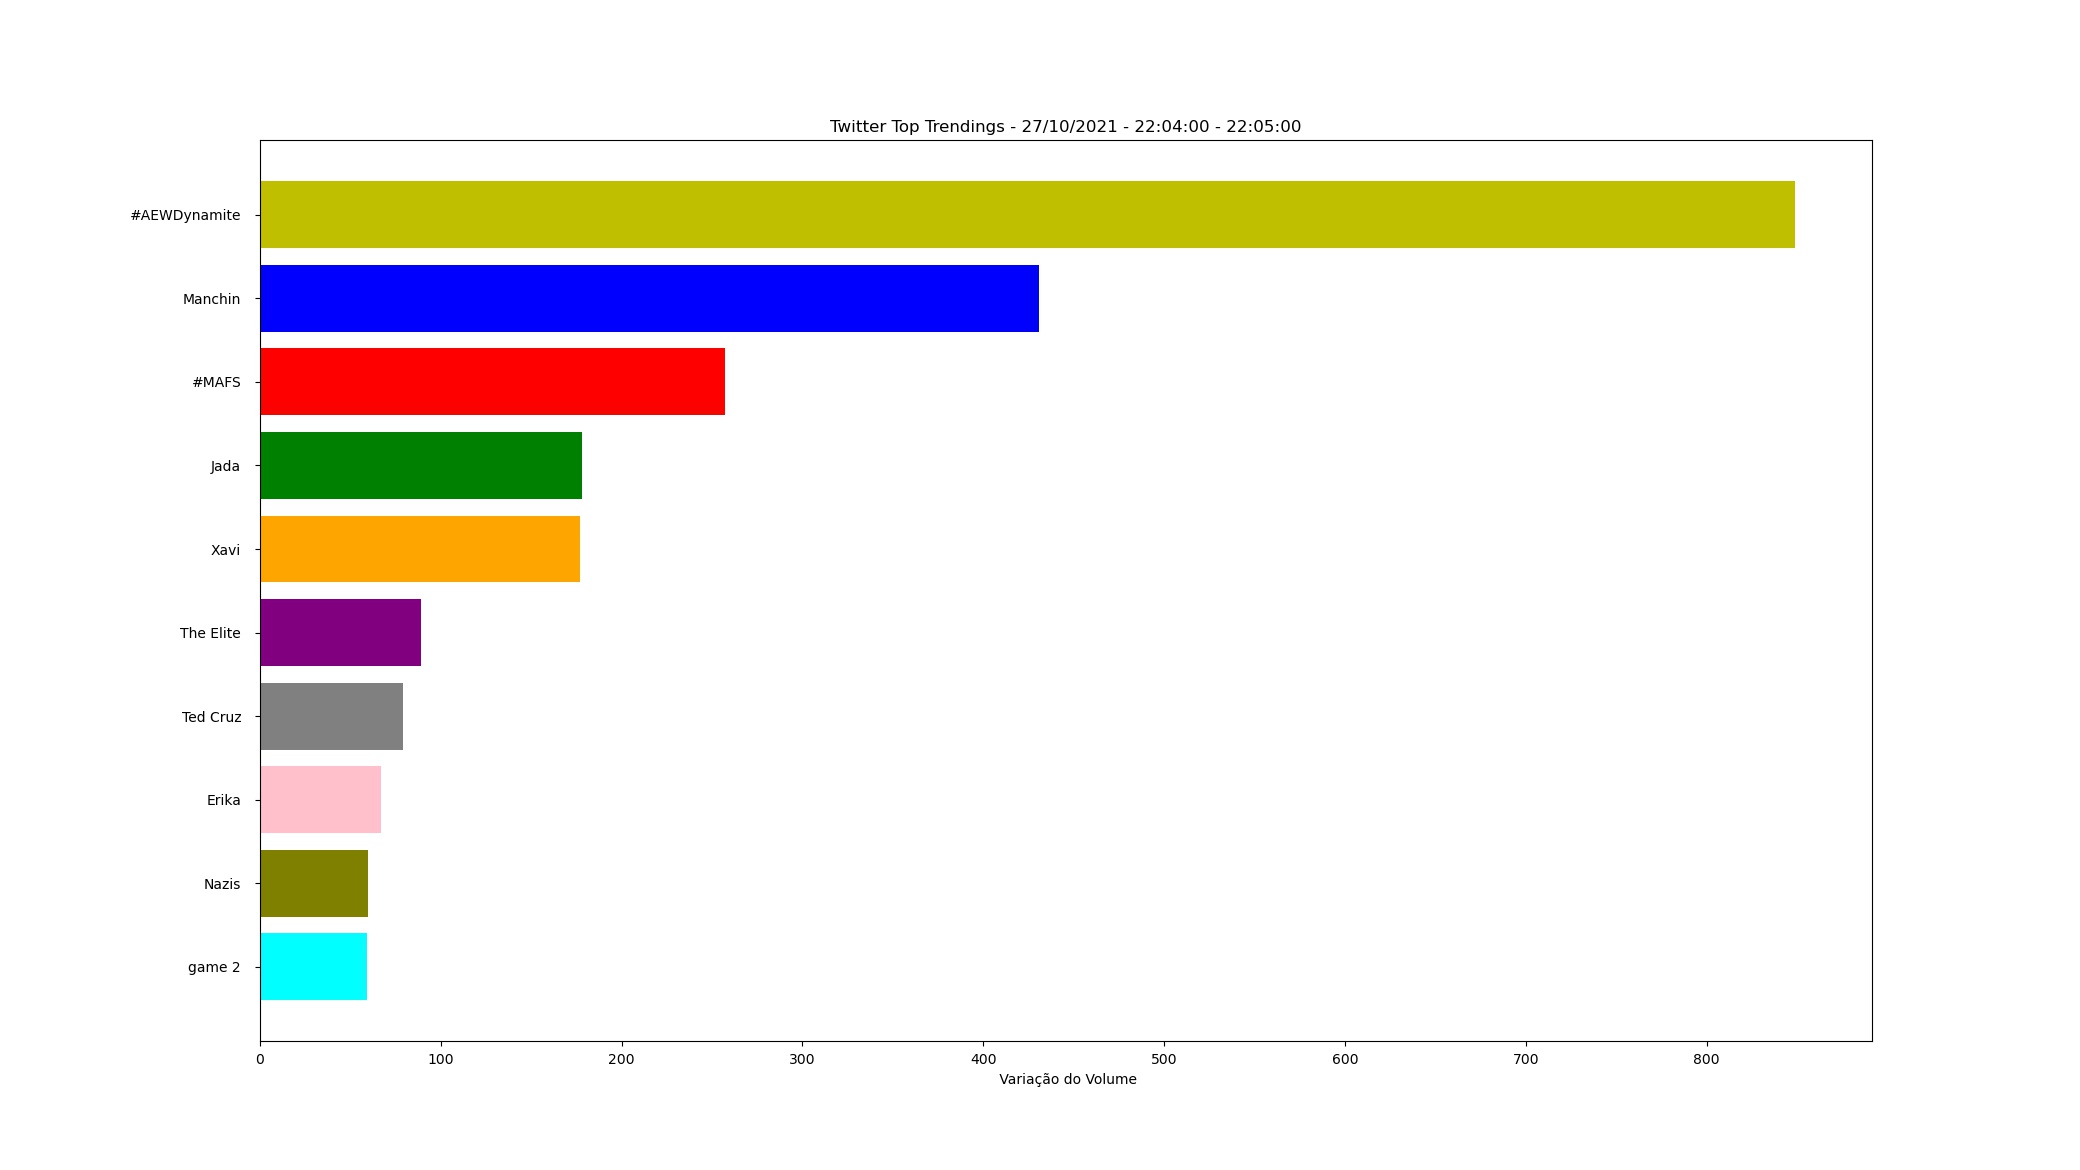 Twitter Top Trendings - 27/10/2021 - 22:04:00 - 22:05:00
#AEWDynamite
Manchin
#MAFS
Jada
Xavi
The Elite
Ted Cruz
Erika
Nazis
game 2
0 100 200 300 400 500 600 700 800
Variação do Volume